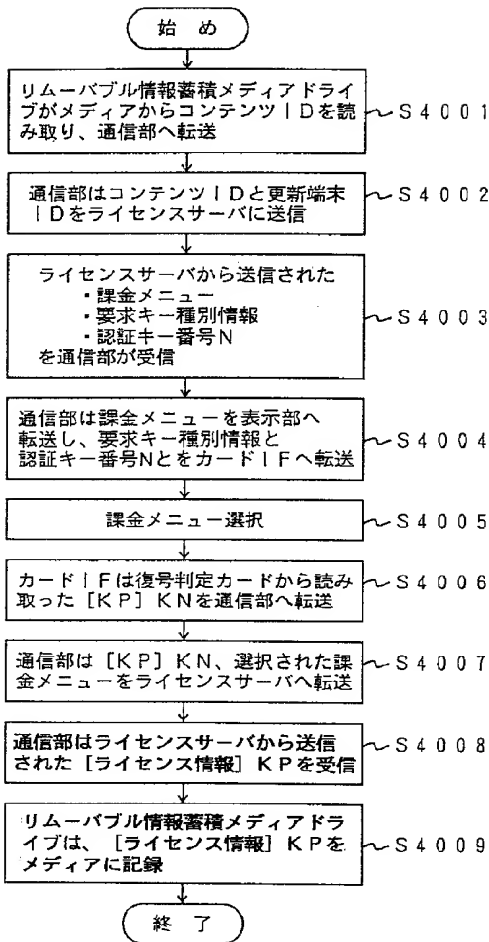 始め
リムーバブル情報蓄積メディアドライ
ブがメディアからコンテンツIDを読
み取り、通信部へ転送
S4001
通信部はコンテンツIDと更新端末
IDをライセンスサーバに送信
S4002
ライセンスサーバから送信された
・課金メニュー
・要求キー種別情報
・認証キー番号N
を通信部が受信
S4003
通信部は課金メニューを表示部へ
転送し、要求キー種別情報と
認証キー番号NとをカードIFへ転送
S4004
課金メニュー選択
S4005
カードIFは復号判定カードから読み
取った[KP]KNを通信部へ転送
S4006
通信部は[KP]KN、選択された課
金メニューをライセンスサーバへ転送
S4007
通信部はライセンスサーバから送信
された[ライセンス情報]KPを受信
S4008
リムーバブル情報蓄積メディアドラ
イブは、[ライセンス情報]KPを
メディアに記録
S4009
終了